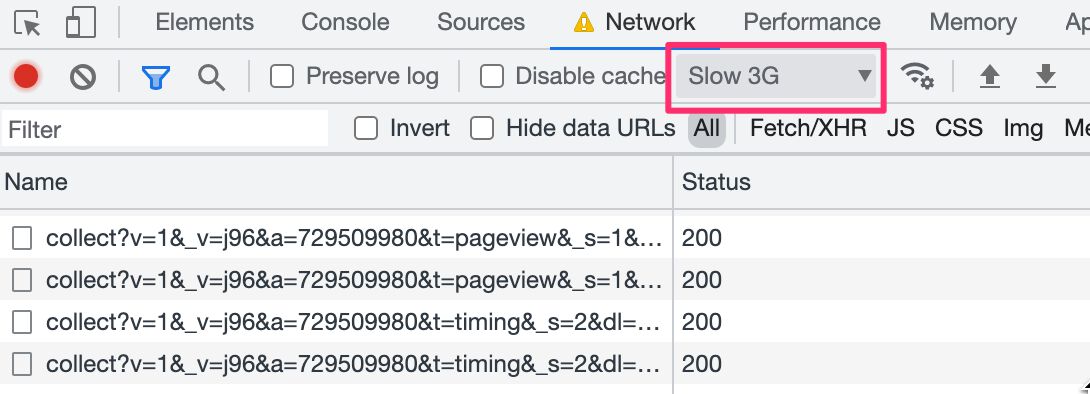 Elements Console Sources Network Performance Memory Ap
Preserve log Disable cache Slow 3G
Filter Invert Hide data URLs All Fetch/XHR JS CSS Img Me
Name Status
collect?v=1&_v=j96&a=729509980&t=pageview&_s=1&… 200
collect?v=1&_v=j96&a=729509980&t=pageview&_s=1&… 200
collect?v=1&_v=j96&a=729509980&t=timing&_s=2&dl=… 200
collect?v=1&_v=j96&a=729509980&t=timing&_s=2&dl=… 200